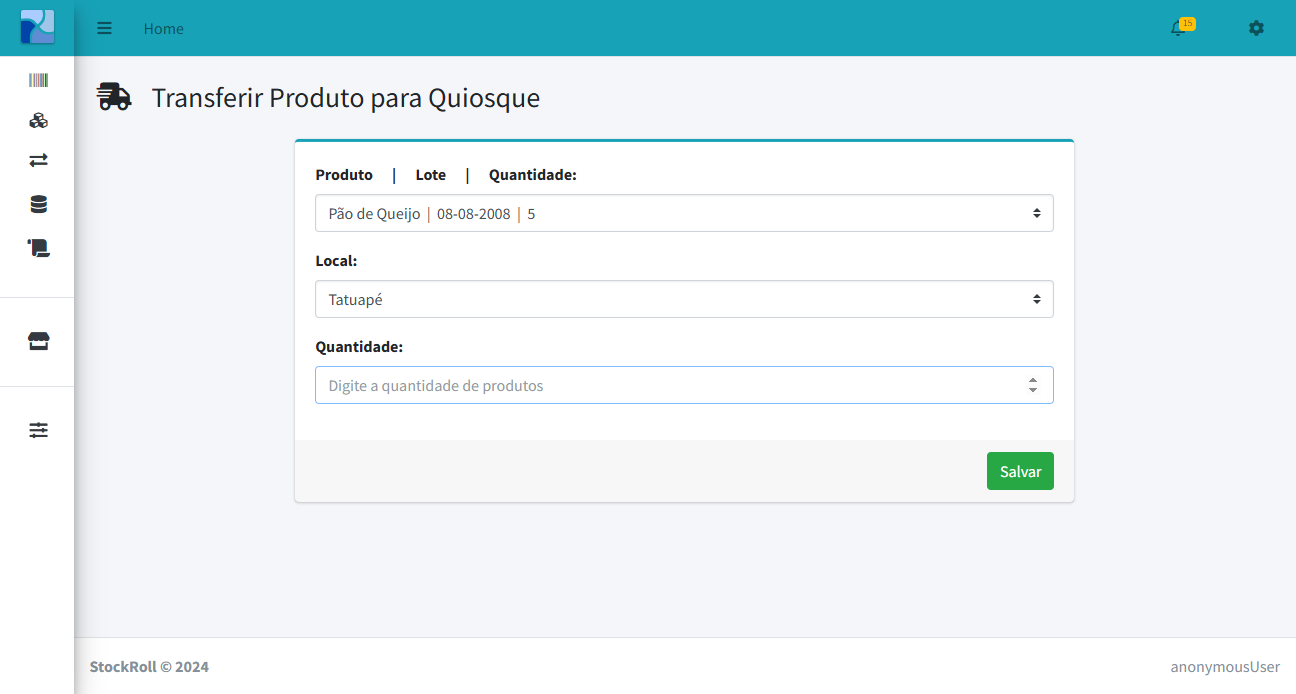 Home
15
Transferir Produto para Quiosque
Produto | Lote | Quantidade:
Pão de Queijo | 08-08-2008 | 5
Local:
Tatuapé
Quantidade:
Digite a quantidade de produtos
Salvar
StockRoll © 2024
anonymousUser